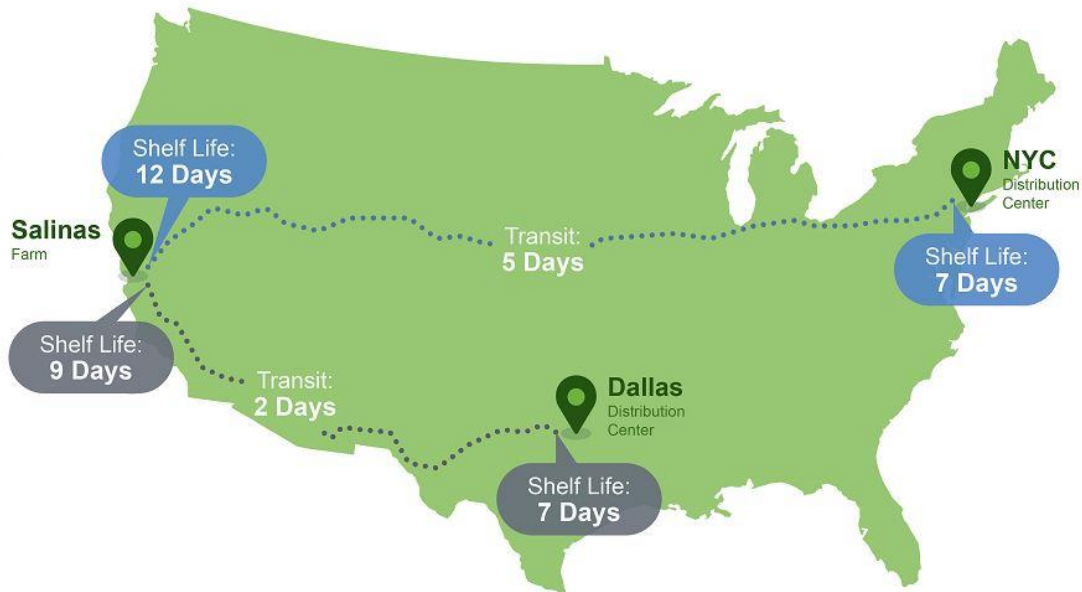 Shelf Life:
12 Days
Salinas
Farm
Shelf Life:
9 Days
Transit:
5 Days
Transit:
2 Days
NYC
Distribution
Center
Shelf Life:
7 Days
Dallas
Distribution
Center
Shelf Life:
7 Days